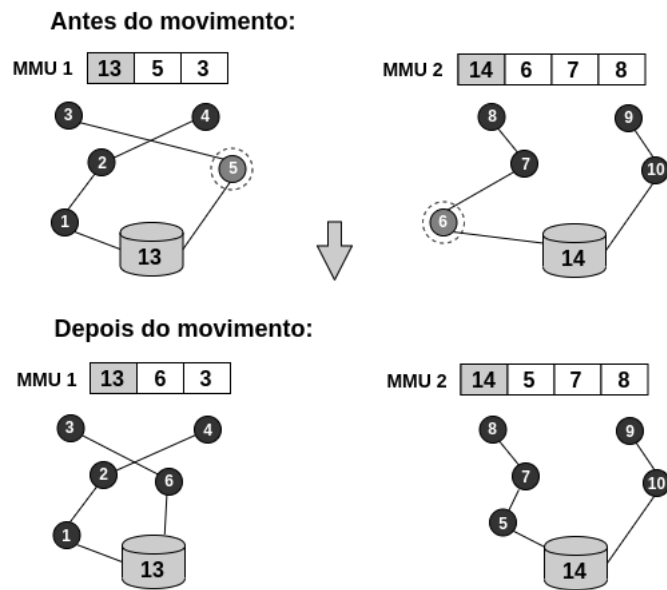 Antes do movimento:
MMU 1 13 5 3
MMU 2 14 6 7 8
3 4 8 9
2 5 7 10
1 6
13 14
Depois do movimento:
MMU 1 13 6 3
MMU 2 14 5 7 8
3 4 8 9
2 6 7 10
1 5
13 14